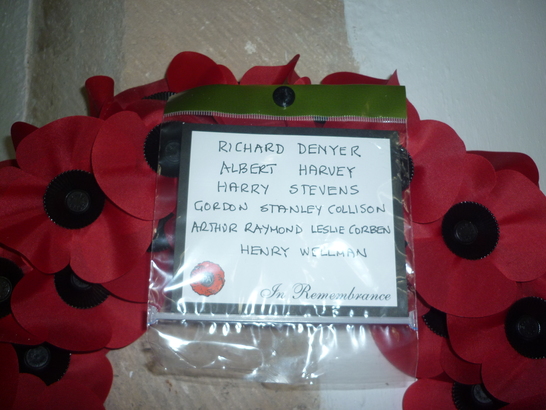 RICHARD DENYER
ALBERT HARVEY
HARRY STEVENS
GORDON STANLEY COLLISON
ARTHUR RAYMOND LESLIE CORBEN
HENRY WELLMAN
In Remembrance